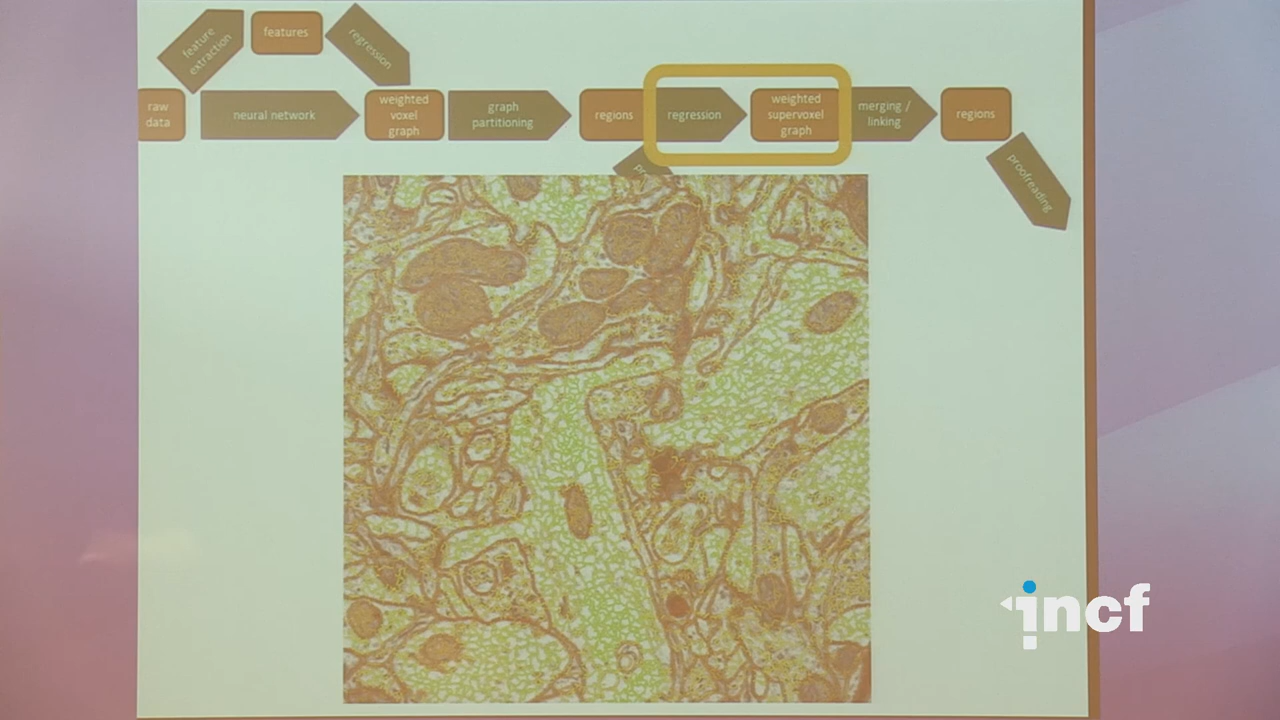 feature
extraction
features
regression
raw
data
neural network
weighted
voxel
graph
graph
partitioning
regions
regression
weighted
supervoxel
graph
merging /
linking
regions
proofreading
incf